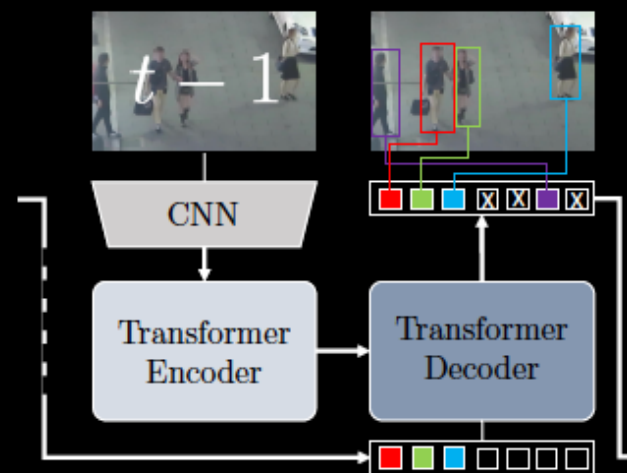 t − 1
CNN
X X X
Transformer
Encoder
Transformer
Decoder